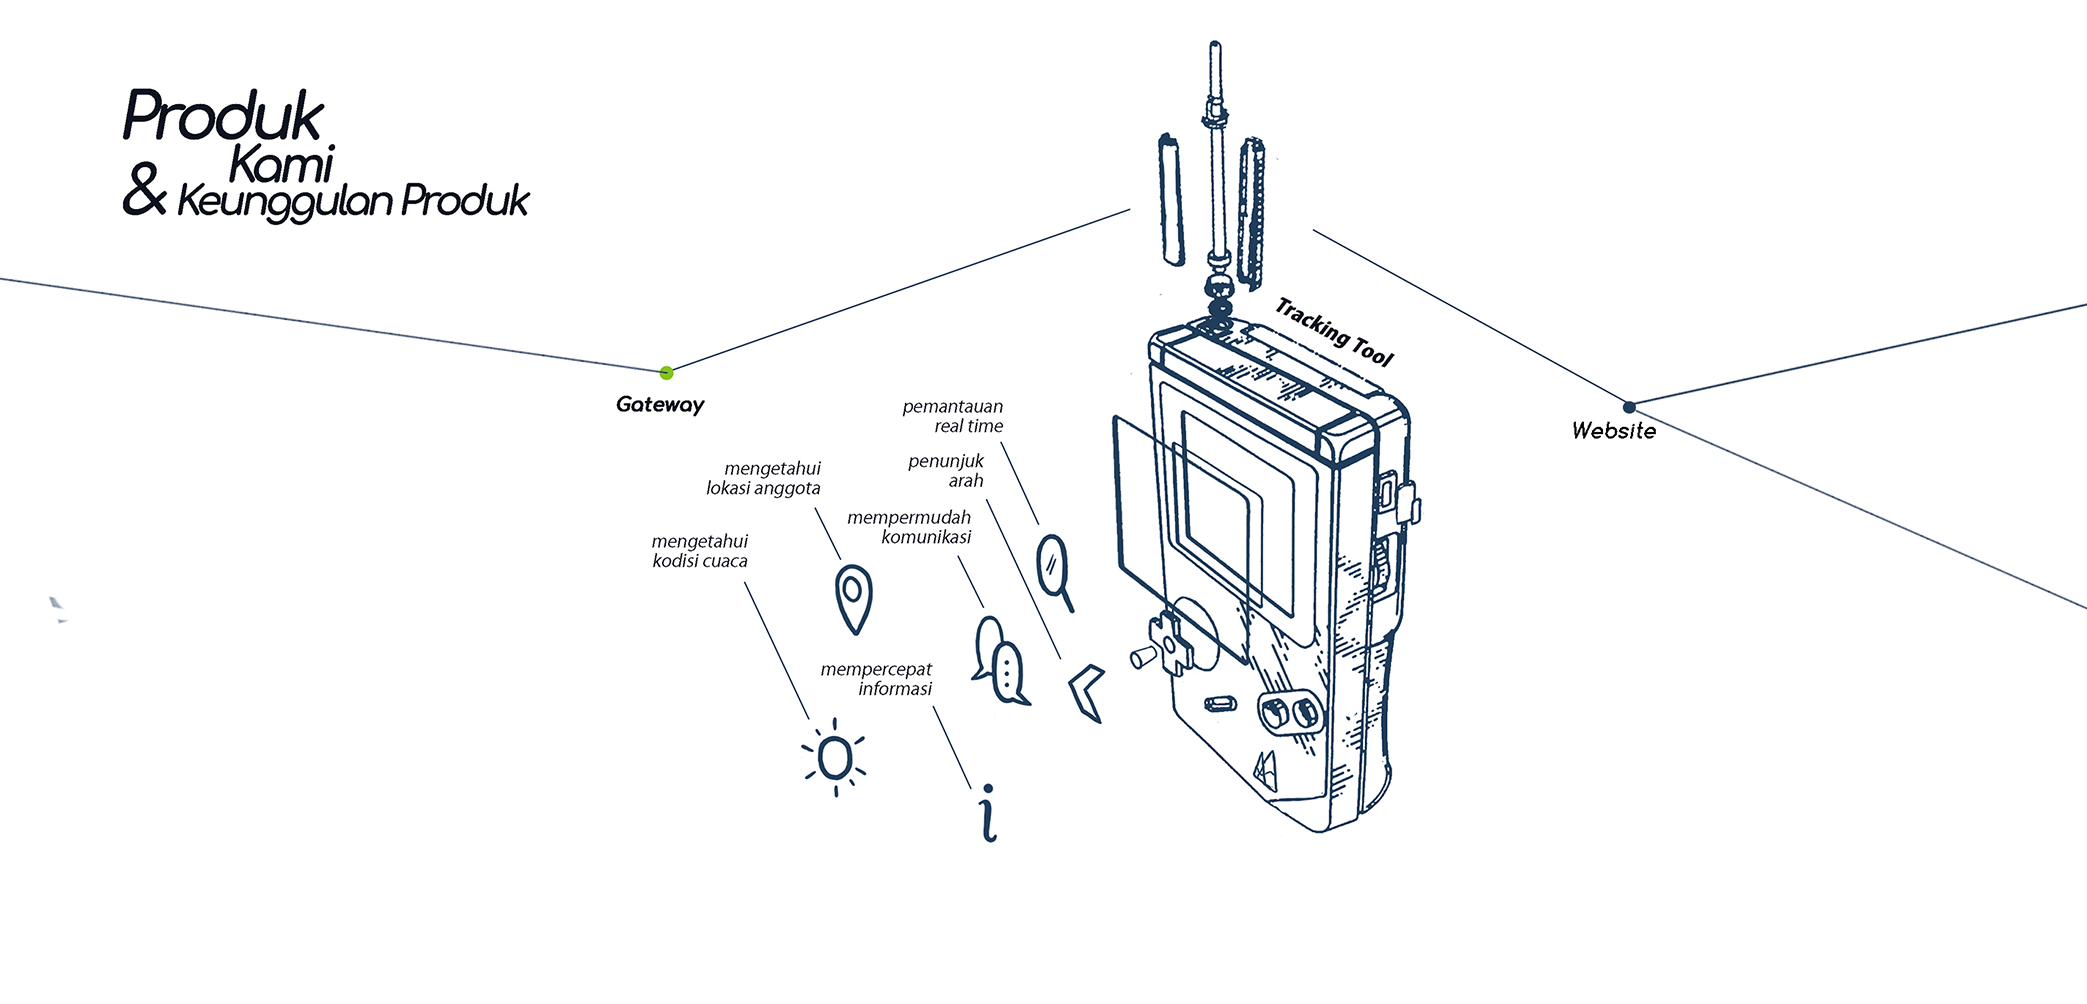 Produk
Kami
& Keunggulan Produk
Tracking Tool
Gateway
Website
pemantauan
real time
penunjuk
arah
mengetahui
lokasi anggota
mempermudah
komunikasi
mengetahui
kodisi cuaca
mempercepat
informasi
i